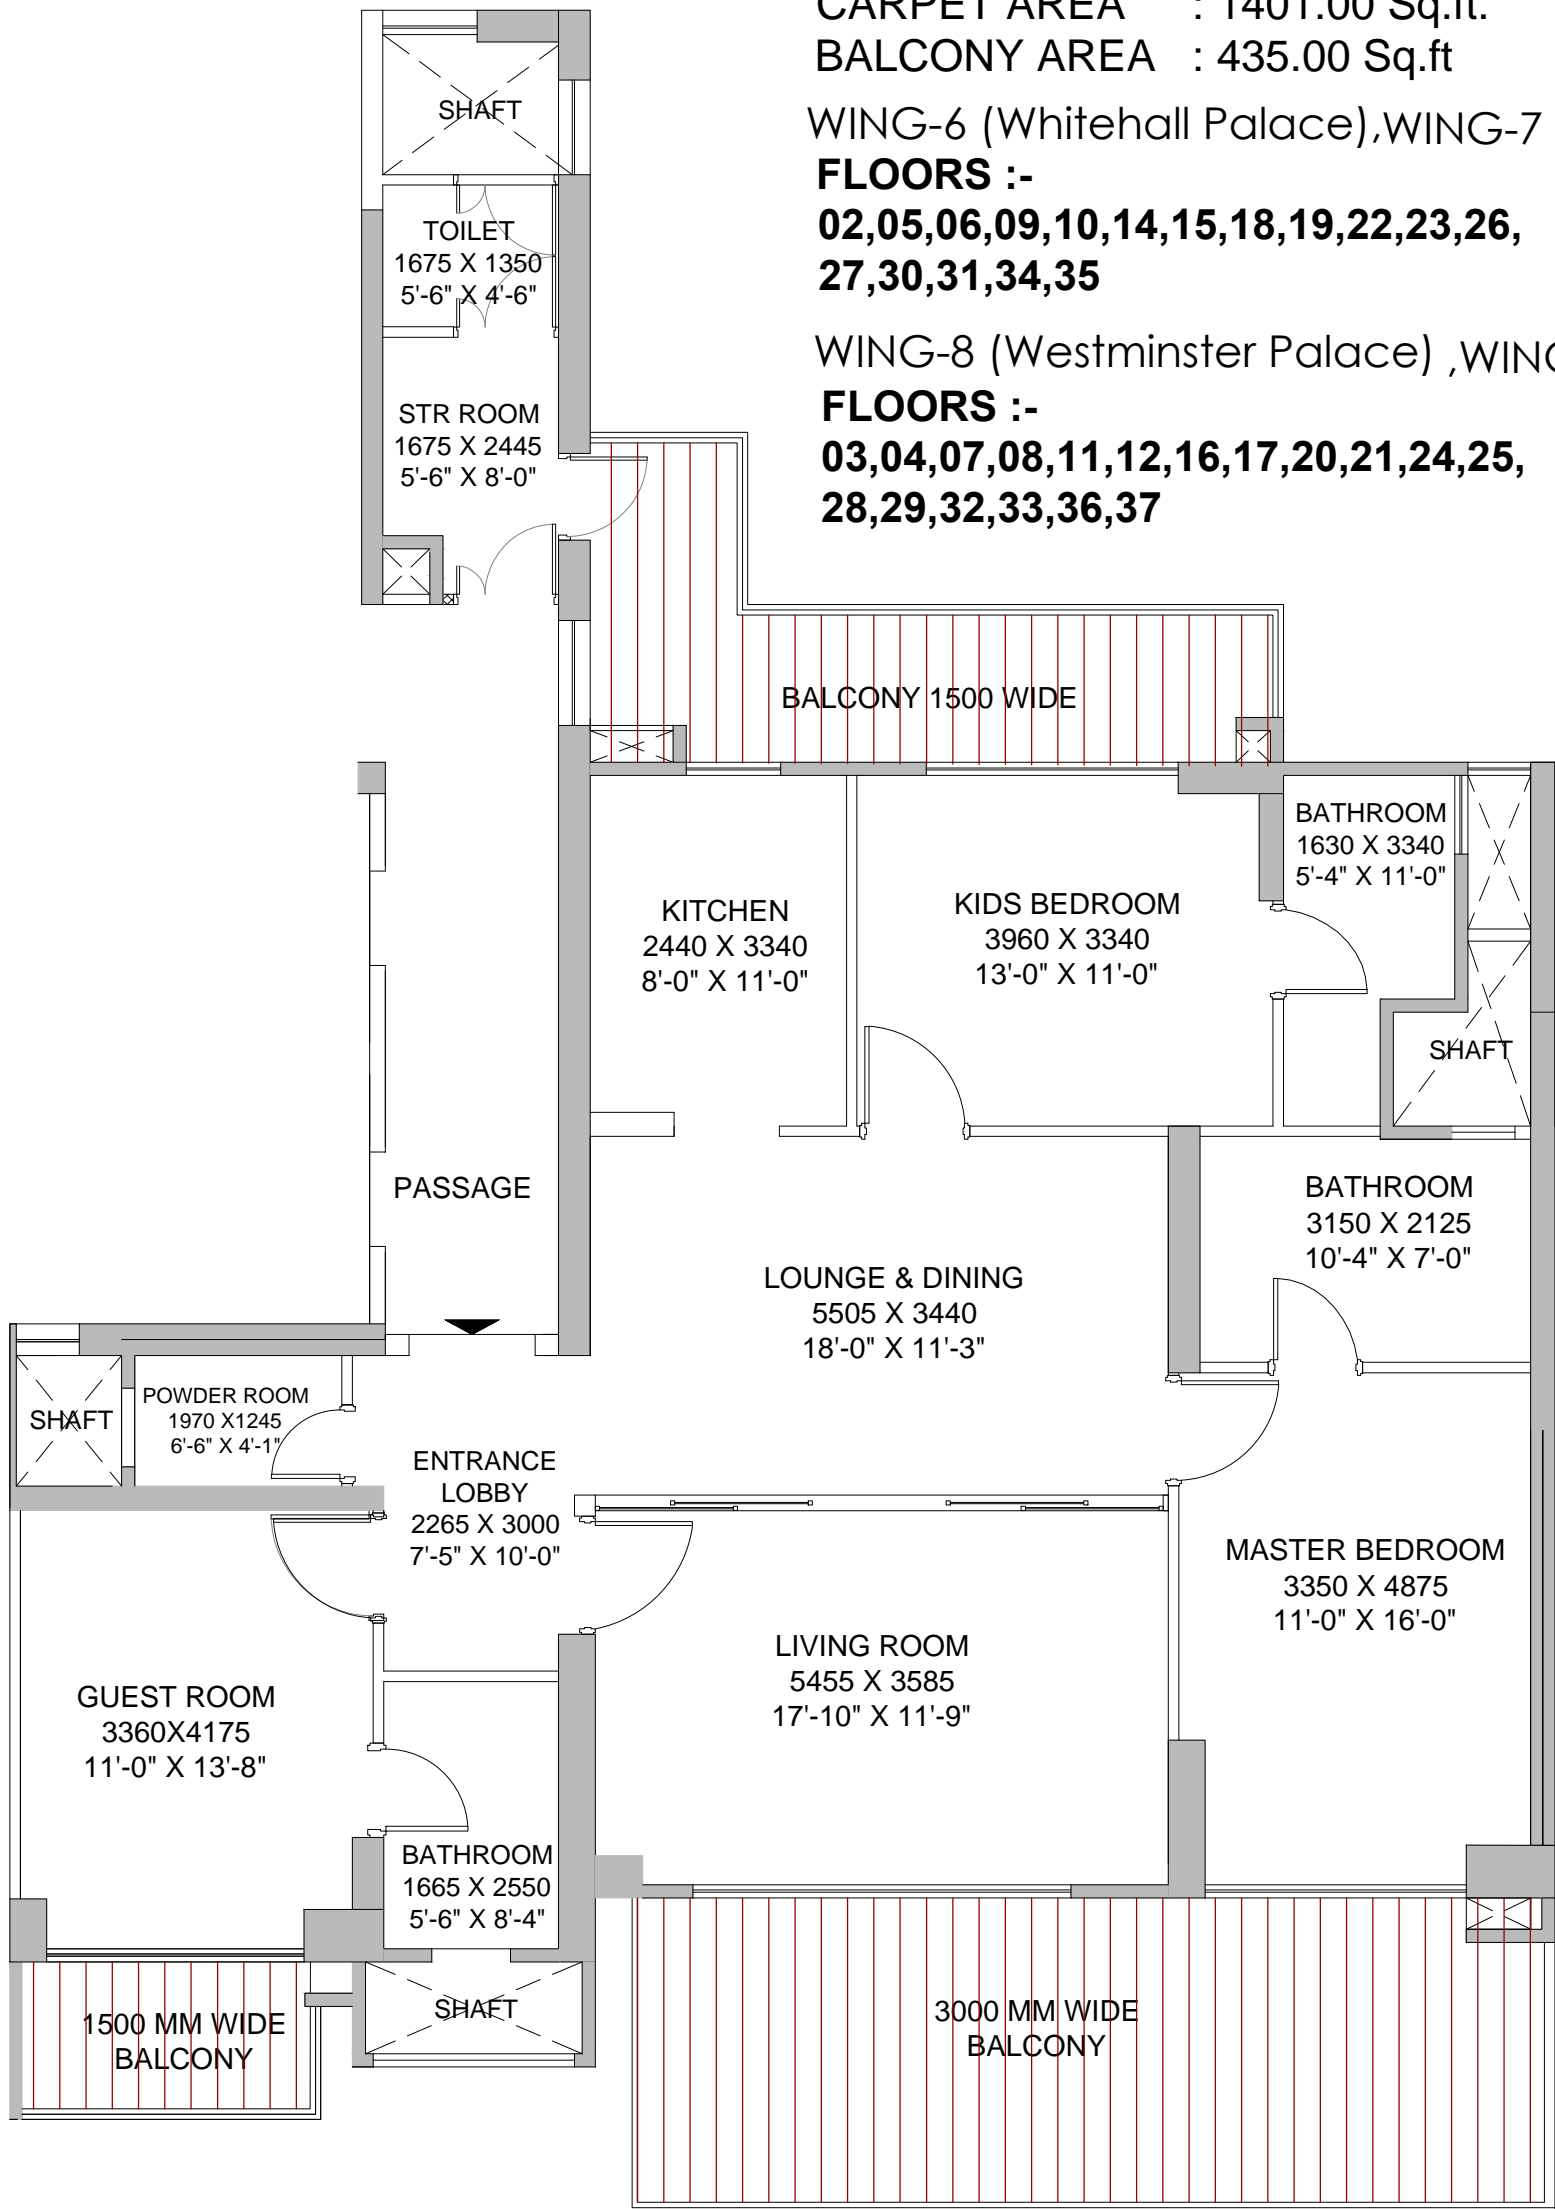 CARPET AREA : 1401.00 Sq.ft.
BALCONY AREA : 435.00 Sq.ft
WING-6 (Whitehall Palace),WING-7
FLOORS :-
02,05,06,09,10,14,15,18,19,22,23,26,
27,30,31,34,35
WING-8 (Westminster Palace) ,WING
FLOORS :-
03,04,07,08,11,12,16,17,20,21,24,25,
28,29,32,33,36,37
SHAFT
TOILET
1675 X 1350
5'-6" X 4'-6"
STR ROOM
1675 X 2445
5'-6" X 8'-0"
BALCONY 1500 WIDE
BATHROOM
1630 X 3340
5'-4" X 11'-0"
KITCHEN
2440 X 3340
8'-0" X 11'-0"
KIDS BEDROOM
3960 X 3340
13'-0" X 11'-0"
SHAFT
PASSAGE
BATHROOM
3150 X 2125
10'-4" X 7'-0"
LOUNGE & DINING
5505 X 3440
18'-0" X 11'-3"
SHAFT
POWDER ROOM
1970 X1245
6'-6" X 4'-1"
ENTRANCE
LOBBY
2265 X 3000
7'-5" X 10'-0"
MASTER BEDROOM
3350 X 4875
11'-0" X 16'-0"
LIVING ROOM
5455 X 3585
17'-10" X 11'-9"
GUEST ROOM
3360X4175
11'-0" X 13'-8"
BATHROOM
1665 X 2550
5'-6" X 8'-4"
SHAFT
1500 MM WIDE
BALCONY
3000 MM WIDE
BALCONY